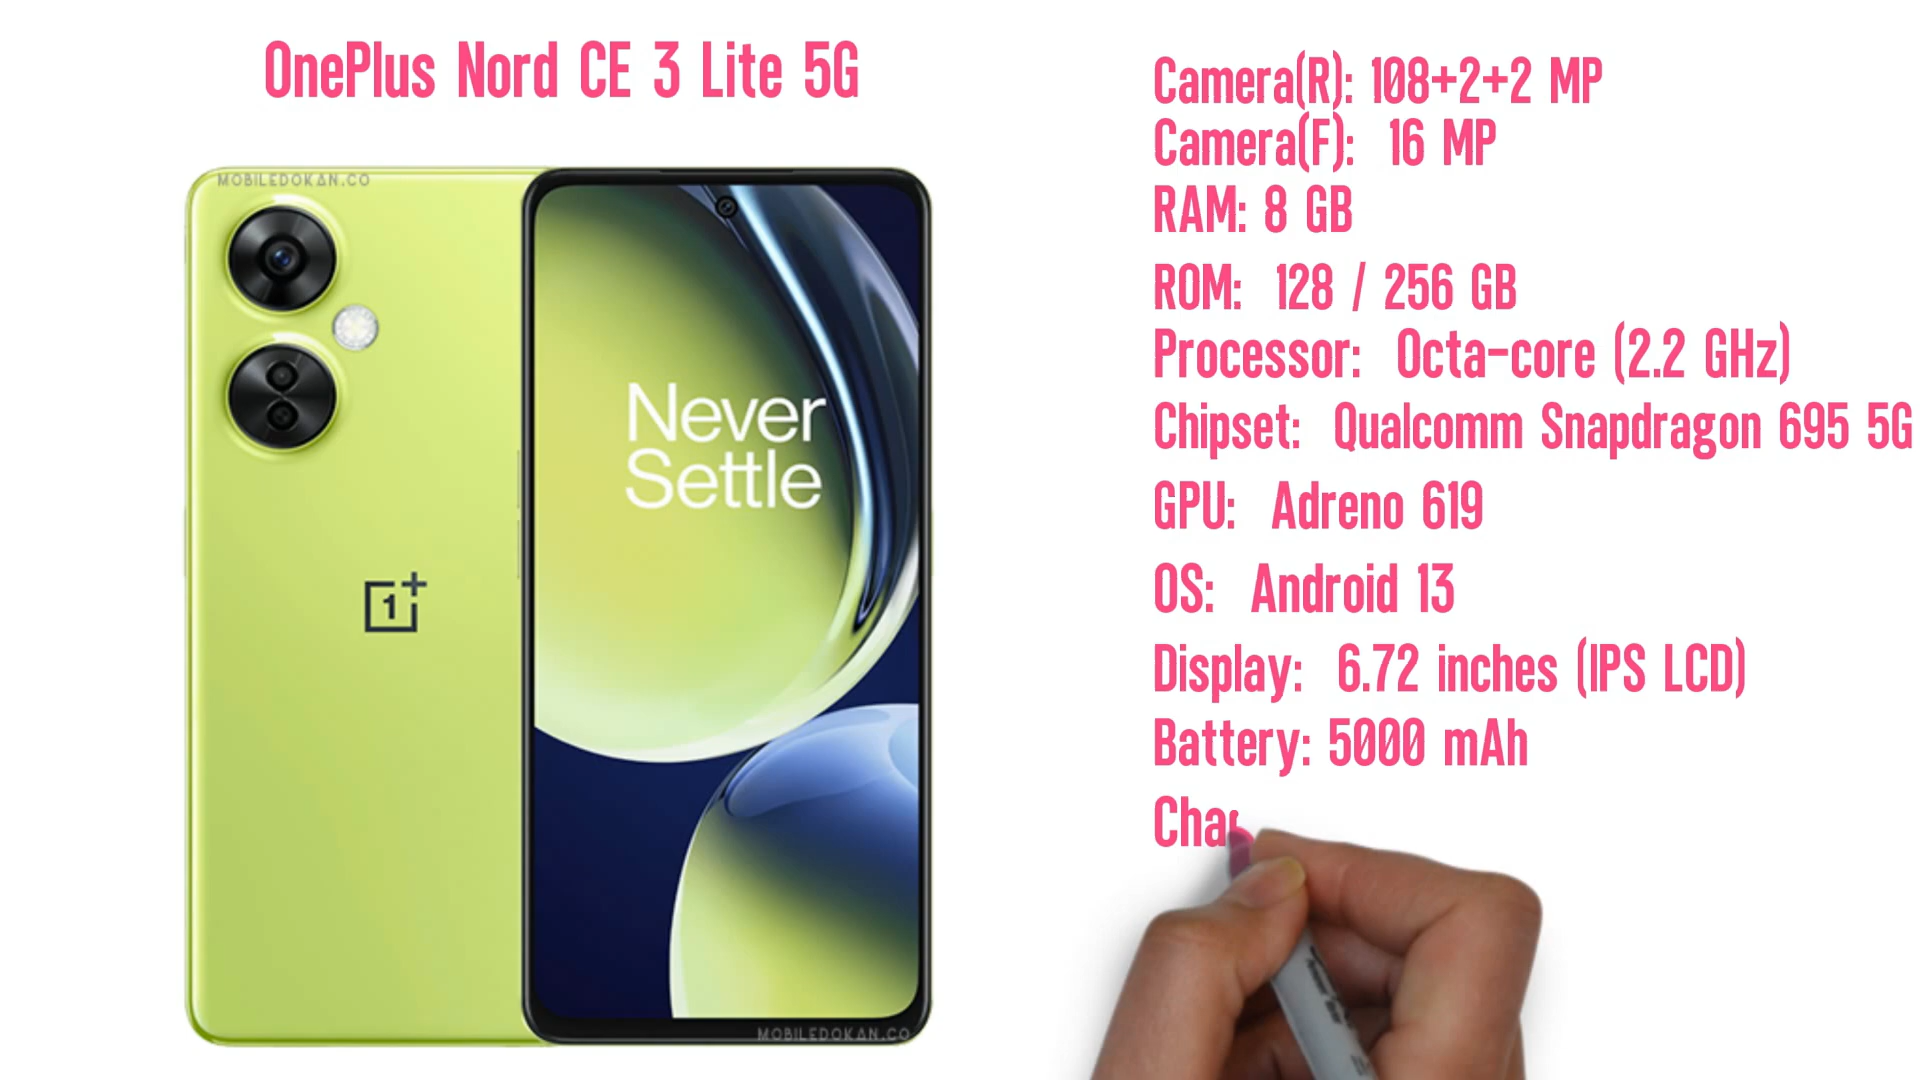 OnePlus Nord CE 3 Lite 5G
MOBILEDOKAN.CO
Never
Settle
1+
MOBILEDOKAN.CO
Camera(R): 108+2+2 MP
Camera(F): 16 MP
RAM: 8 GB
ROM: 128 / 256 GB
Processor: Octa-core (2.2 GHz)
Chipset: Qualcomm Snapdragon 695 5G
GPU: Adreno 619
OS: Android 13
Display: 6.72 inches (IPS LCD)
Battery: 5000 mAh
Char